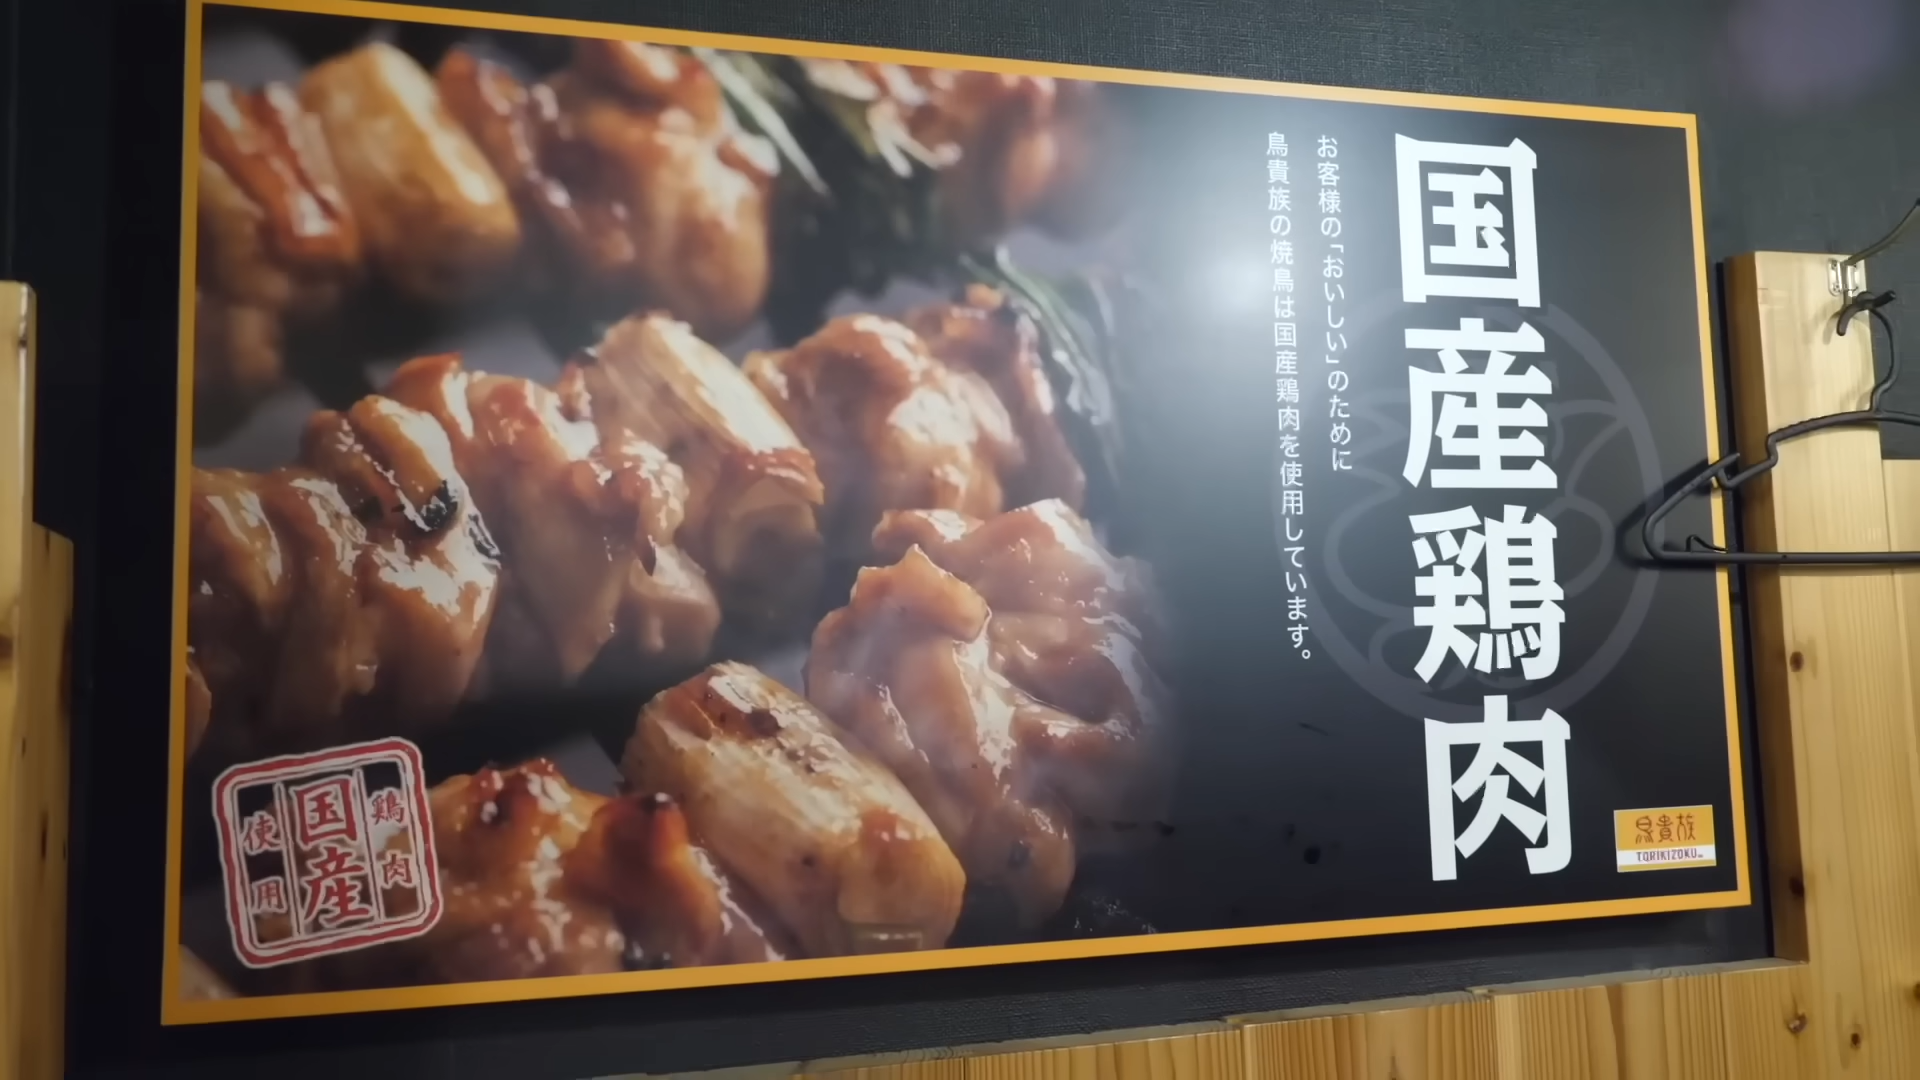 国産鶏肉
お客様の「おいしい」のために
鳥貴族の焼鳥は国産鶏肉を使用しています。
鶏肉
国産
使用
鳥貴族
TORIKIZOKU